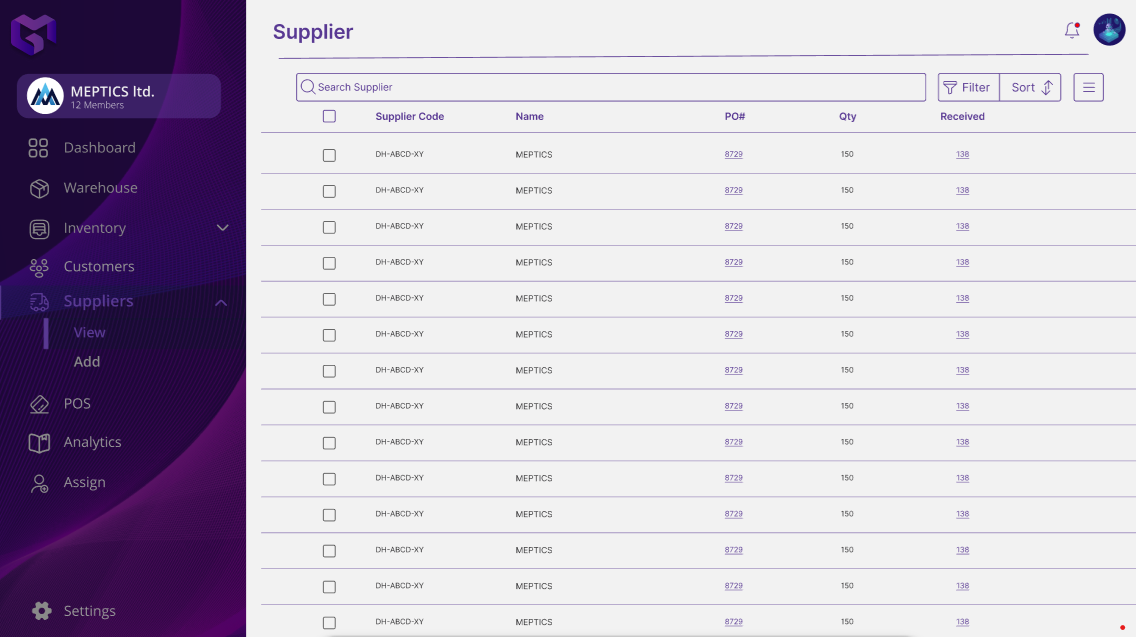 MEPTICS ltd.
12 Members
Dashboard
Warehouse
Inventory
Customers
Suppliers
View
Add
POS
Analytics
Assign
Settings
Supplier
Search Supplier
Filter
Sort
Supplier Code Name PO# Qty Received
DH-ABCD-XY MEPTICS 8729 150 138
DH-ABCD-XY MEPTICS 8729 150 138
DH-ABCD-XY MEPTICS 8729 150 138
DH-ABCD-XY MEPTICS 8729 150 138
DH-ABCD-XY MEPTICS 8729 150 138
DH-ABCD-XY MEPTICS 8729 150 138
DH-ABCD-XY MEPTICS 8729 150 138
DH-ABCD-XY MEPTICS 8729 150 138
DH-ABCD-XY MEPTICS 8729 150 138
DH-ABCD-XY MEPTICS 8729 150 138
DH-ABCD-XY MEPTICS 8729 150 138
DH-ABCD-XY MEPTICS 8729 150 138
DH-ABCD-XY MEPTICS 8729 150 138
DH-ABCD-XY MEPTICS 8729 150 138